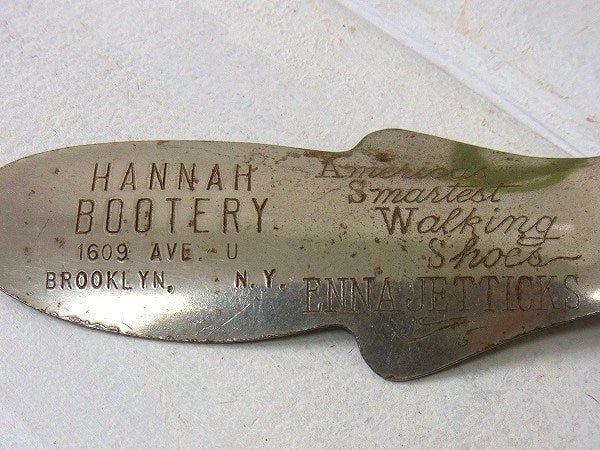 HANNAH
BOOTERY
1609 AVE. U
BROOKLYN, N.Y.
America's
Smartest
Walking
Shoes
ENNA JETTICKS